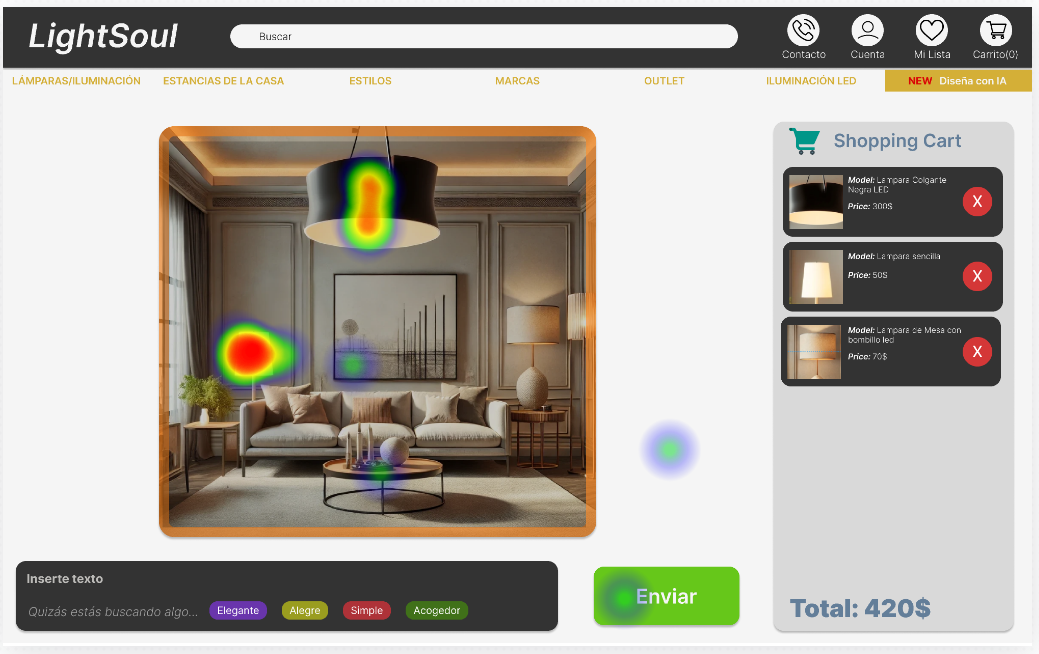 LightSoul
Buscar
Contacto
Cuenta
Mi Lista
Carrito(0)
LÁMPARAS/ILUMINACIÓN
ESTANCIAS DE LA CASA
ESTILOS
MARCAS
OUTLET
ILUMINACIÓN LED
NEW Diseña con IA
Shopping Cart
Model: Lampara Colgante
Negra LED
Price: 300$
X
Model: Lampara sencilla
Price: 50$
X
Model: Lampara de Mesa con
bombillo led
Price: 70$
X
Total: 420$
Inserte texto
Quizás estás buscando algo...
Elegante
Alegre
Simple
Acogedor
Enviar